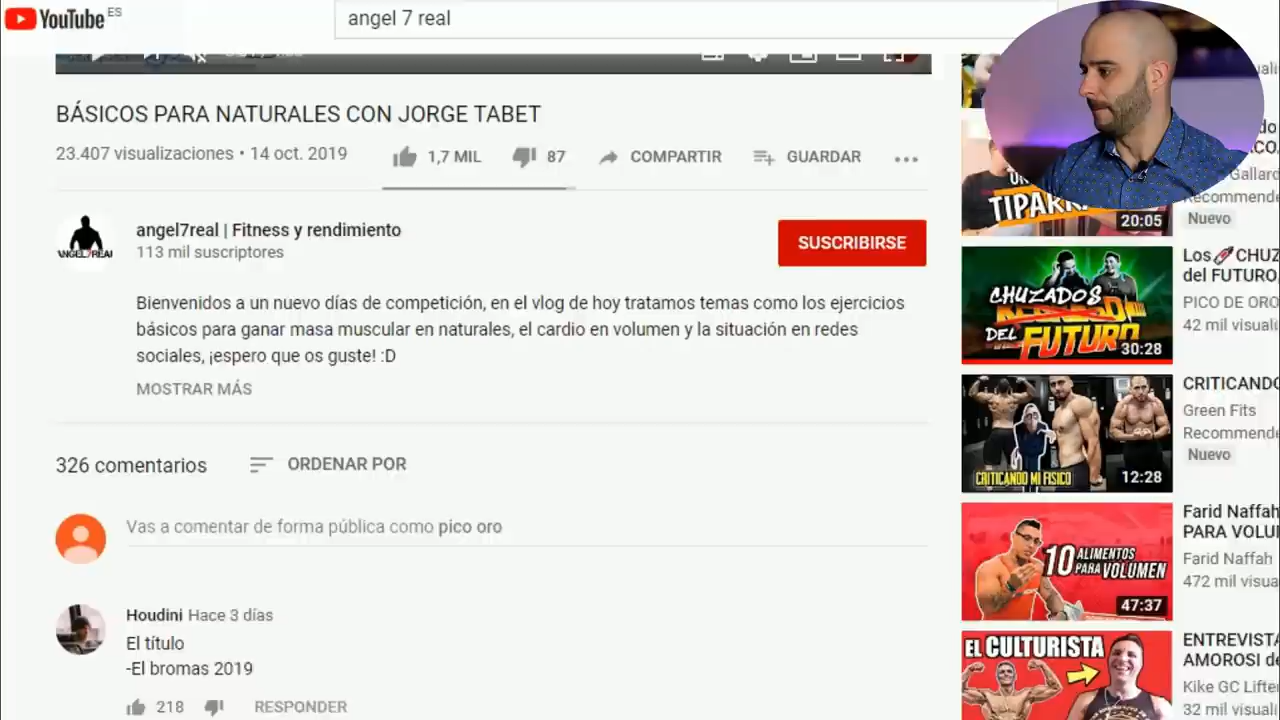 YouTube ES
angel 7 real
BÁSICOS PARA NATURALES CON JORGE TABET
23.407 visualizaciones • 14 oct. 2019
1,7 MIL
87
COMPARTIR
GUARDAR
angel7real | Fitness y rendimiento
113 mil suscriptores
SUSCRIBIRSE
ANGEL7REAL
Bienvenidos a un nuevo días de competición, en el vlog de hoy tratamos temas como los ejercicios
básicos para ganar masa muscular en naturales, el cardio en volumen y la situación en redes
sociales, ¡espero que os guste! :D
MOSTRAR MÁS
326 comentarios
ORDENAR POR
Vas a comentar de forma pública como pico oro
Houdini Hace 3 días
El título
-El bromas 2019
218
RESPONDER
20:05
Nuevo
CHUZADOS
DEL FUTURO
30:28
Los CHUZ
del FUTURO
PICO DE ORO
42 mil visuali
CRITICANDO MI FISICO
12:28
CRITICANDO
Green Fits
Recommende
Nuevo
10 ALIMENTOS
PARA VOLUMEN
47:37
Farid Naffah
PARA VOLU
Farid Naffah
472 mil visua
EL CULTURISTA
ENTREVISTA
AMOROSI de
Kike GC Lifte
32 mil visuali